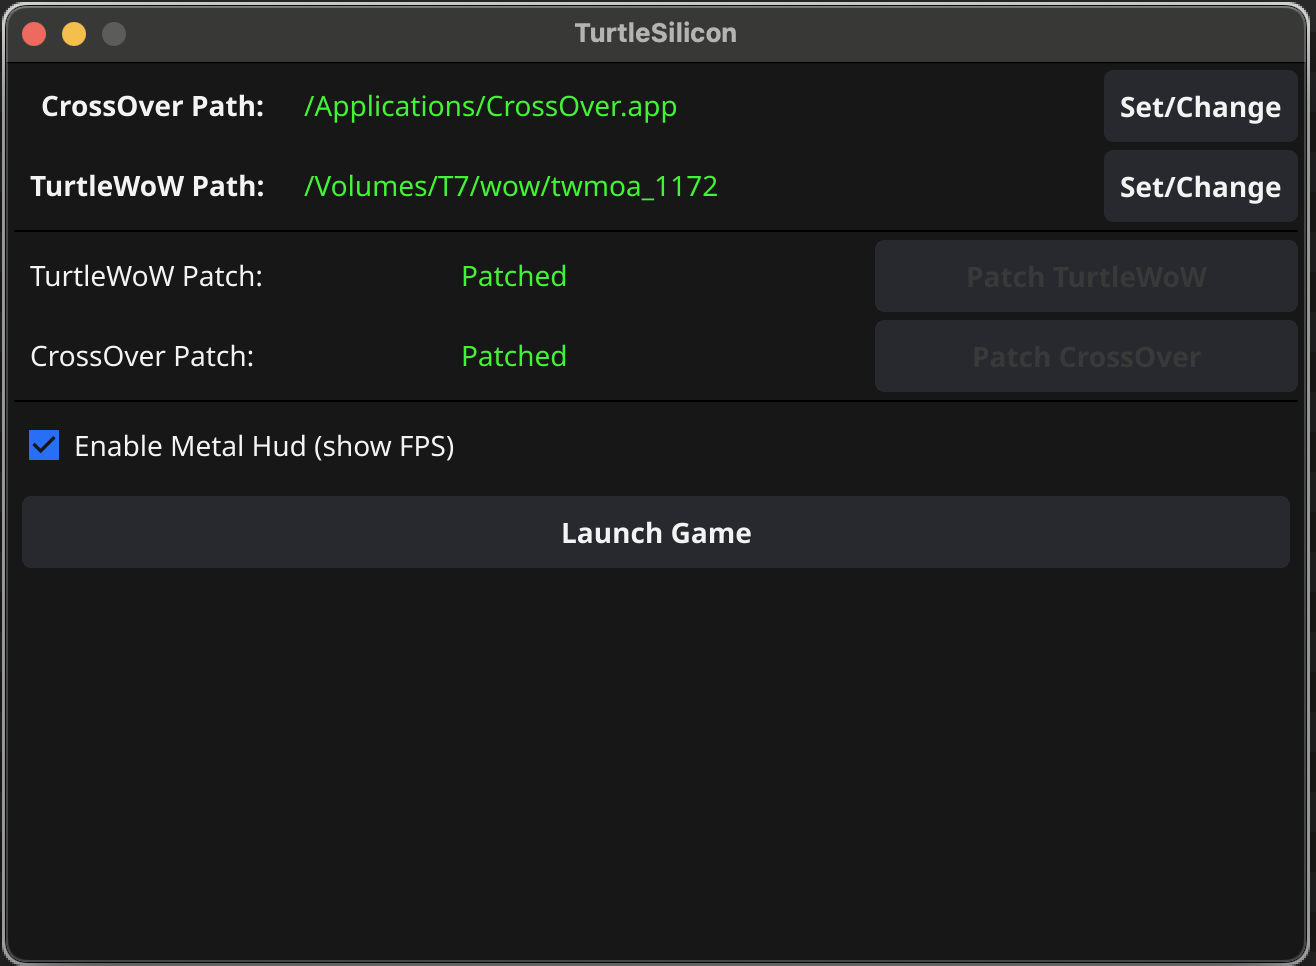 TurtleSilicon
CrossOver Path: /Applications/CrossOver.app Set/Change
TurtleWoW Path: /Volumes/T7/wow/twmoa_1172 Set/Change
TurtleWoW Patch: Patched Patch TurtleWoW
CrossOver Patch: Patched Patch CrossOver
Enable Metal Hud (show FPS)
Launch Game